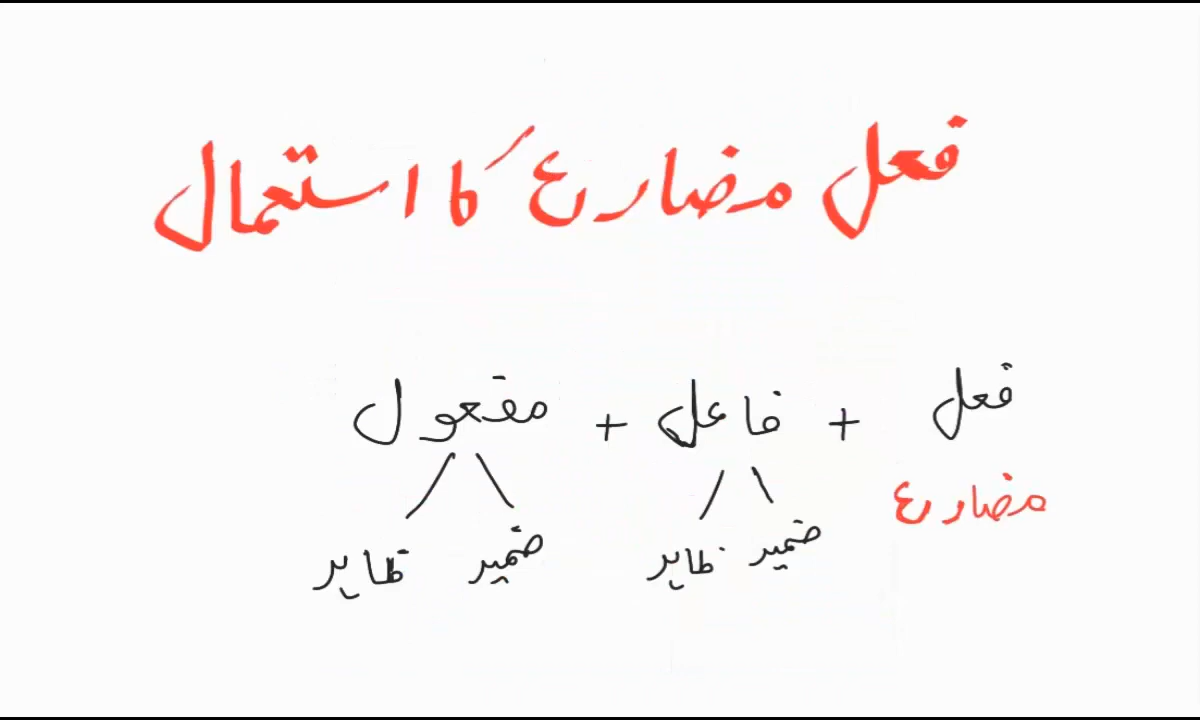 فعل مضارع کا استعمال
فعل + فاعل + مفعول
مضارع
ضمیر ظاہر ضمیر ظاہر